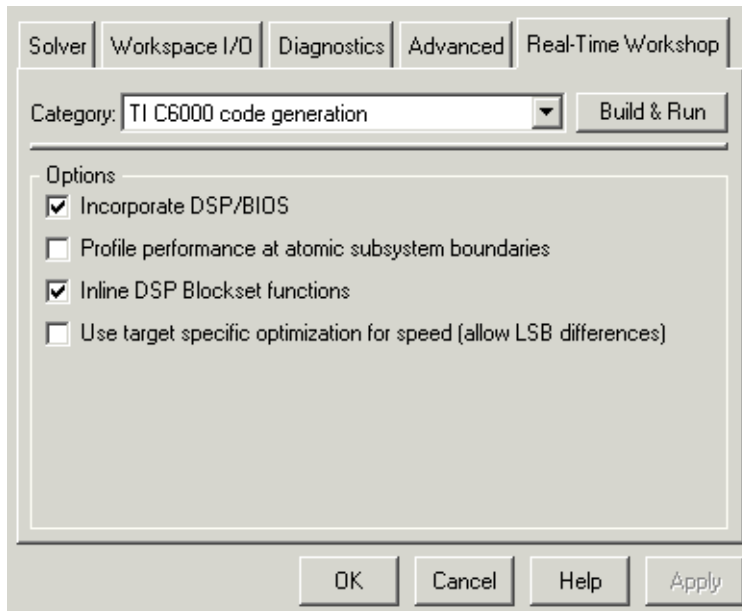 Solver Workspace I/O Diagnostics Advanced Real-Time Workshop
Category: TI C6000 code generation Build & Run
Options
Incorporate DSP/BIOS
Profile performance at atomic subsystem boundaries
Inline DSP Blockset functions
Use target specific optimization for speed (allow LSB differences)
OK Cancel Help Apply